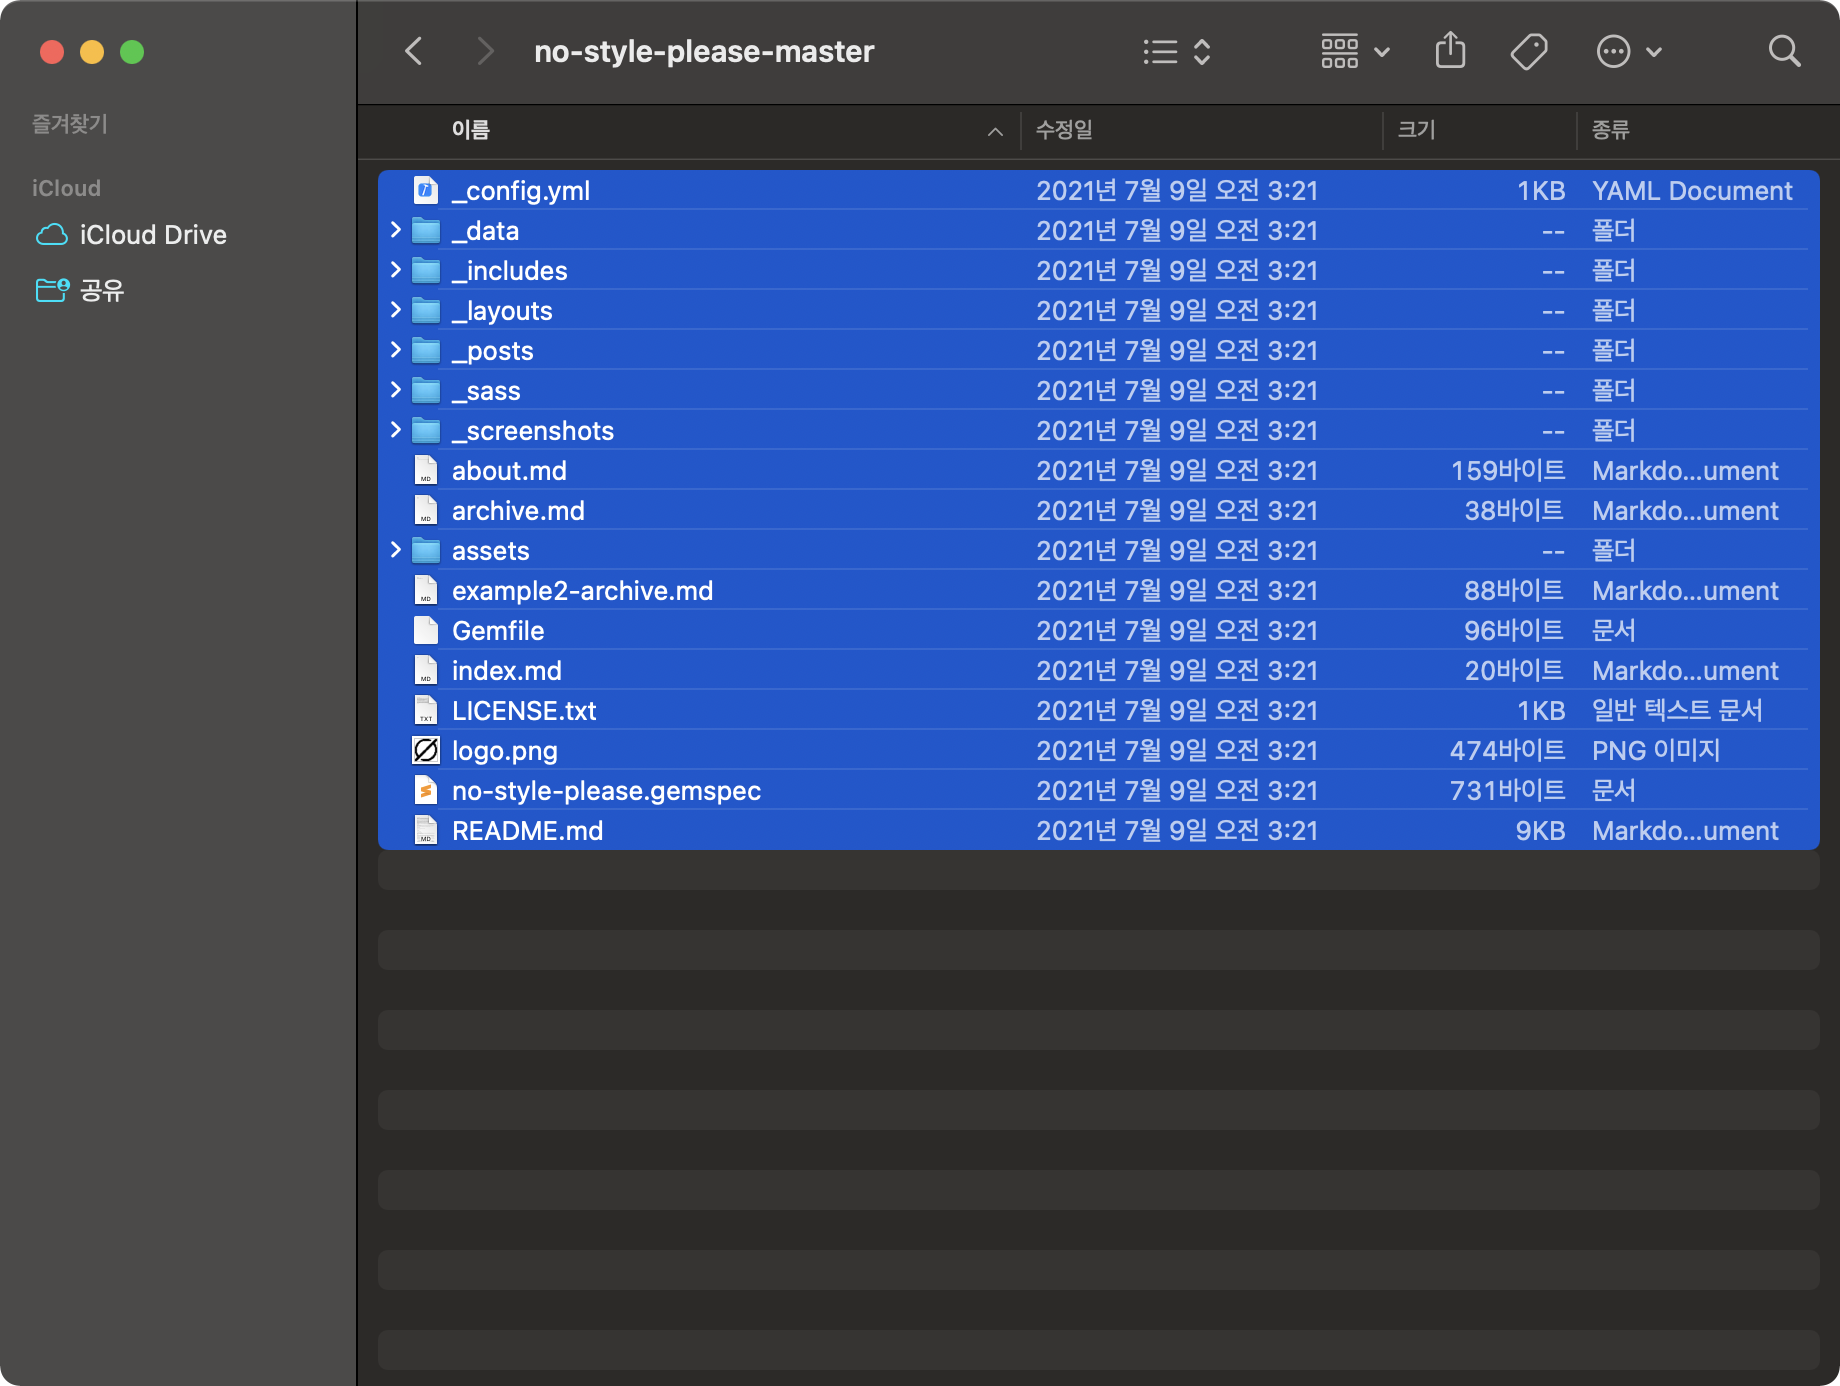 no-style-please-master
즐겨찾기
iCloud
iCloud Drive
공유
이름 수정일 크기 종류
_config.yml 2021년 7월 9일 오전 3:21 1KB YAML Document
_data 2021년 7월 9일 오전 3:21 -- 폴더
_includes 2021년 7월 9일 오전 3:21 -- 폴더
_layouts 2021년 7월 9일 오전 3:21 -- 폴더
_posts 2021년 7월 9일 오전 3:21 -- 폴더
_sass 2021년 7월 9일 오전 3:21 -- 폴더
_screenshots 2021년 7월 9일 오전 3:21 -- 폴더
MD about.md 2021년 7월 9일 오전 3:21 159바이트 Markdo...ument
MD archive.md 2021년 7월 9일 오전 3:21 38바이트 Markdo...ument
assets 2021년 7월 9일 오전 3:21 -- 폴더
MD example2-archive.md 2021년 7월 9일 오전 3:21 88바이트 Markdo...ument
Gemfile 2021년 7월 9일 오전 3:21 96바이트 문서
MD index.md 2021년 7월 9일 오전 3:21 20바이트 Markdo...ument
TXT LICENSE.txt 2021년 7월 9일 오전 3:21 1KB 일반 텍스트 문서
logo.png 2021년 7월 9일 오전 3:21 474바이트 PNG 이미지
no-style-please.gemspec 2021년 7월 9일 오전 3:21 731바이트 문서
MD README.md 2021년 7월 9일 오전 3:21 9KB Markdo...ument